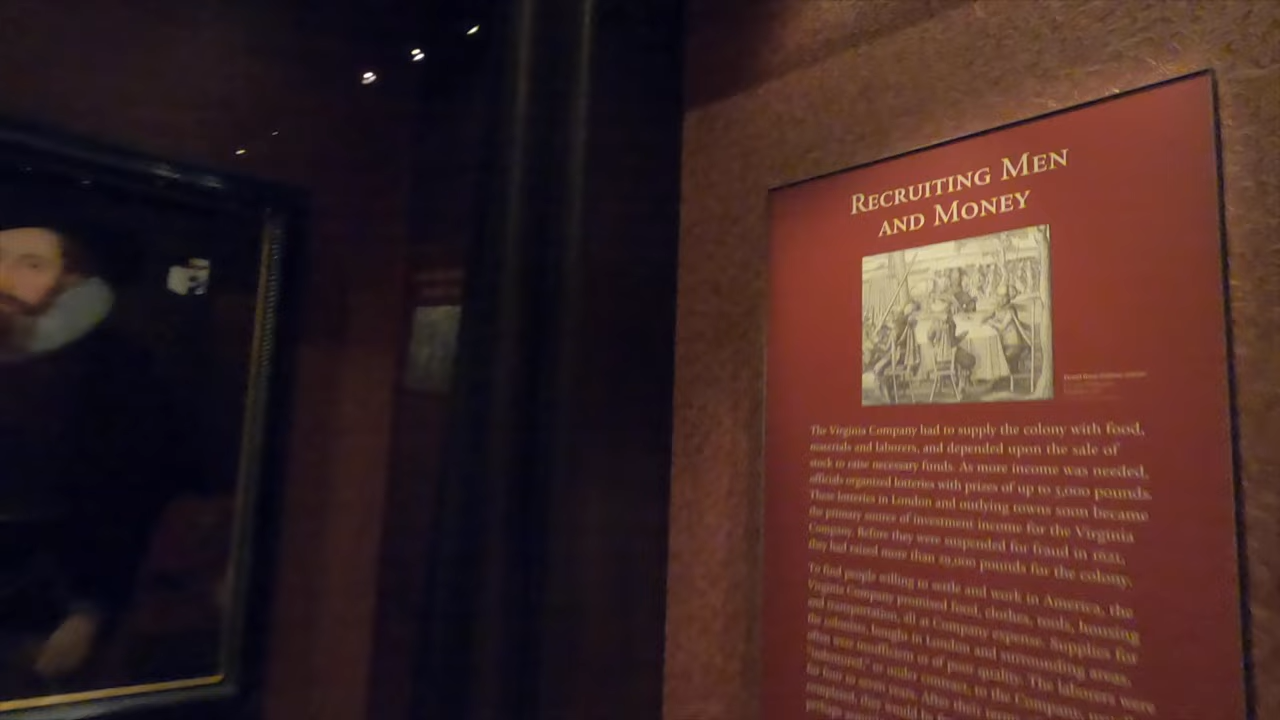 RECRUITING MEN
AND MONEY
The Virginia Company had to supply the colony with food,
materials and laborers, and depended upon the sale of
stock to raise necessary funds. As more income was needed,
officials organized lotteries with prizes of up to 5,000 pounds.
These lotteries in London and outlying towns soon became
the primary source of investment income for the Virginia
Company. Before they were suspended for fraud in 1621,
they had raised more than 29,000 pounds for the colony.
To find people willing to settle and work in America, the
Virginia Company promised food, clothes, tools, housing
and transportation, all at Company expense. Supplies for
the colonists, bought in London and surrounding areas,
often were insufficient or of poor quality. The laborers were
"indentured," or under contract, to the Company
for four to seven years. After their term
completed, they would be
perhaps